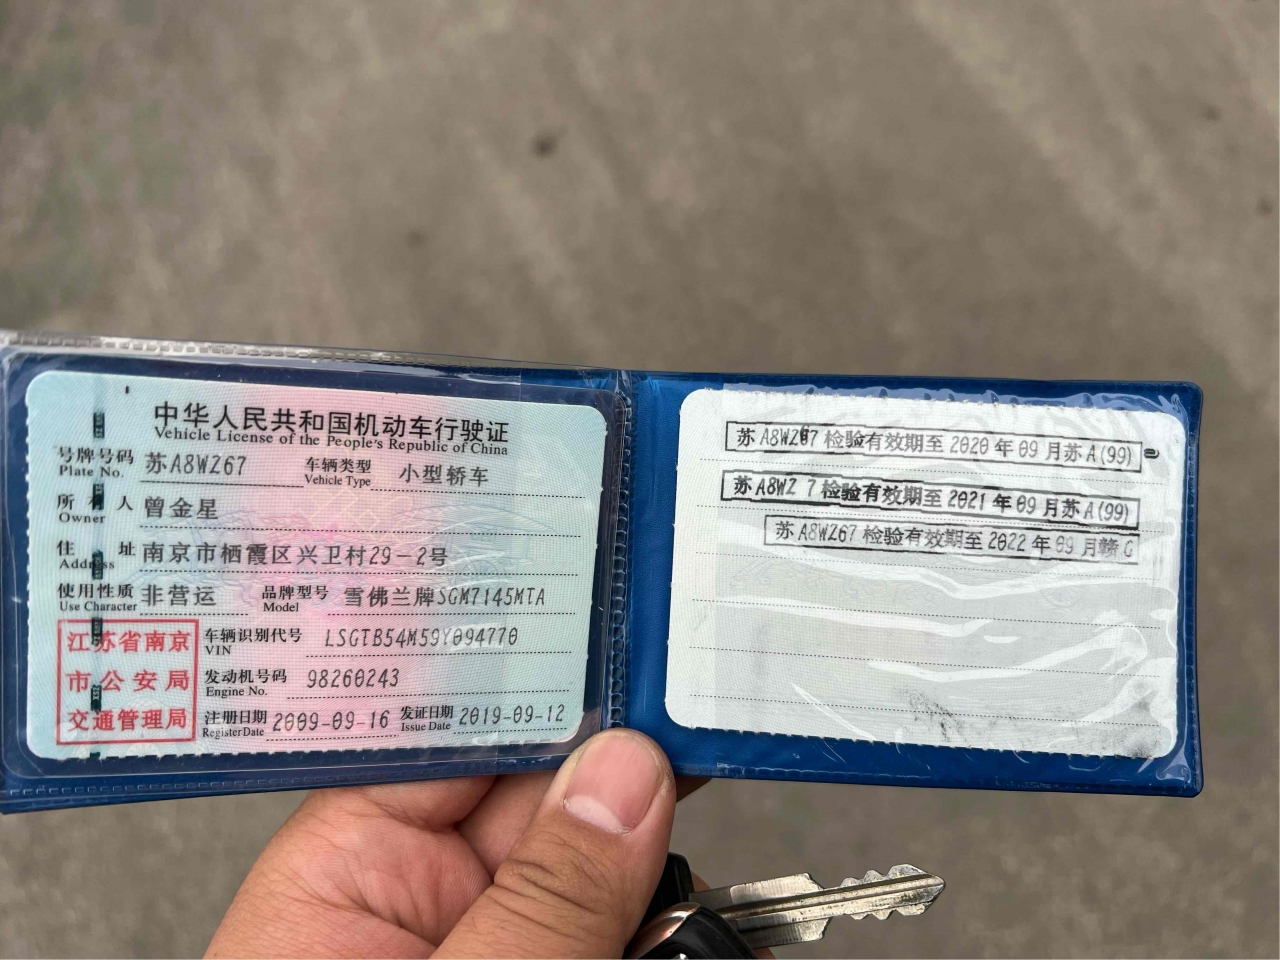 中华人民共和国机动车行驶证
Vehicle License of the People's Republic of China
号牌号码 苏A8WZ67 车辆类型 小型轿车
Plate No. Vehicle Type
所有人 曾金星
Owner
住址 南京市栖霞区兴卫村29-2号
Address
使用性质 非营运 品牌型号 雪佛兰牌SGM7145MTA
Use Character Model
江苏省南京
市公安局
交通管理局
车辆识别代号 LSGTB54M59Y094770
VIN
发动机号码 98260243
Engine No.
注册日期 2009-09-16 发证日期 2019-09-12
Register Date Issue Date
苏A8WZ67检验有效期至2020年09月苏A(99)
苏A8WZ 7检验有效期至2021年09月苏A(99)
苏A8WZ67检验有效期至2022年09月赣G